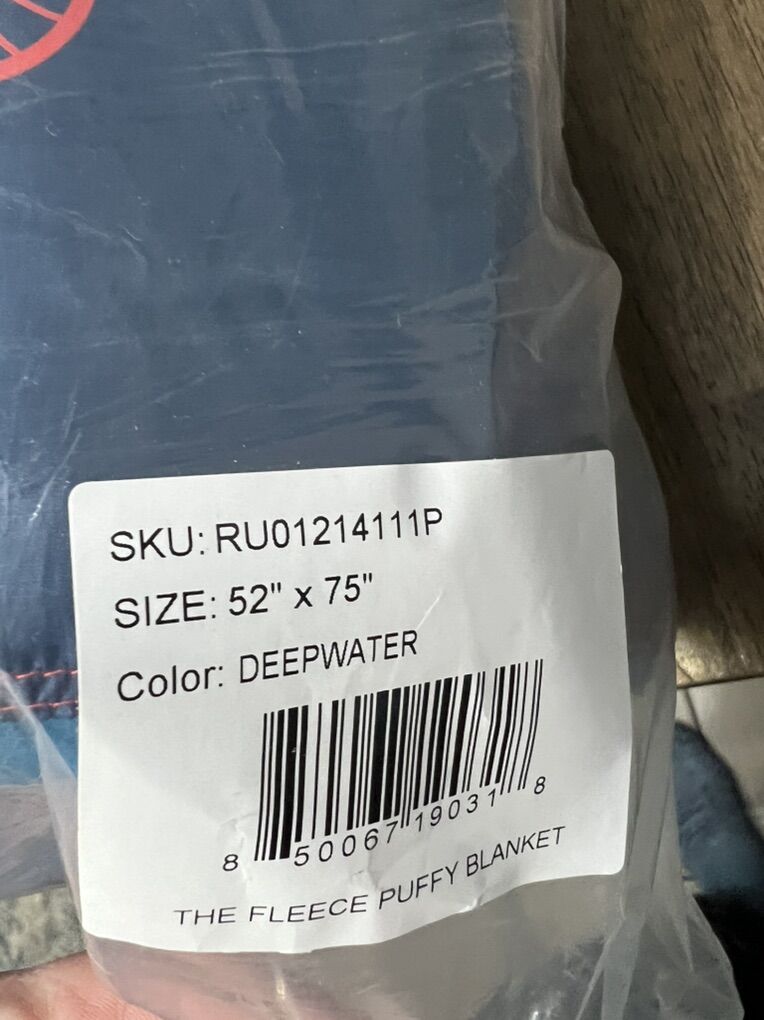 SKU: RU01214111P
SIZE: 52" x 75"
Color: DEEPWATER
8 50067 19031 8
THE FLEECE PUFFY BLANKET